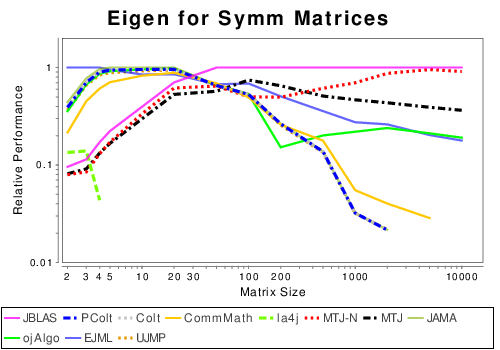 Eigen for Symm Matrices
Relative Performance
1
0.1
0.01
2 3 4 5 10 20 30 100 200 1000 2000 10000
Matrix Size
JBLAS PColt Colt CommMath la4j MTJ-N MTJ JAMA
ojAlgo EJML UJMP